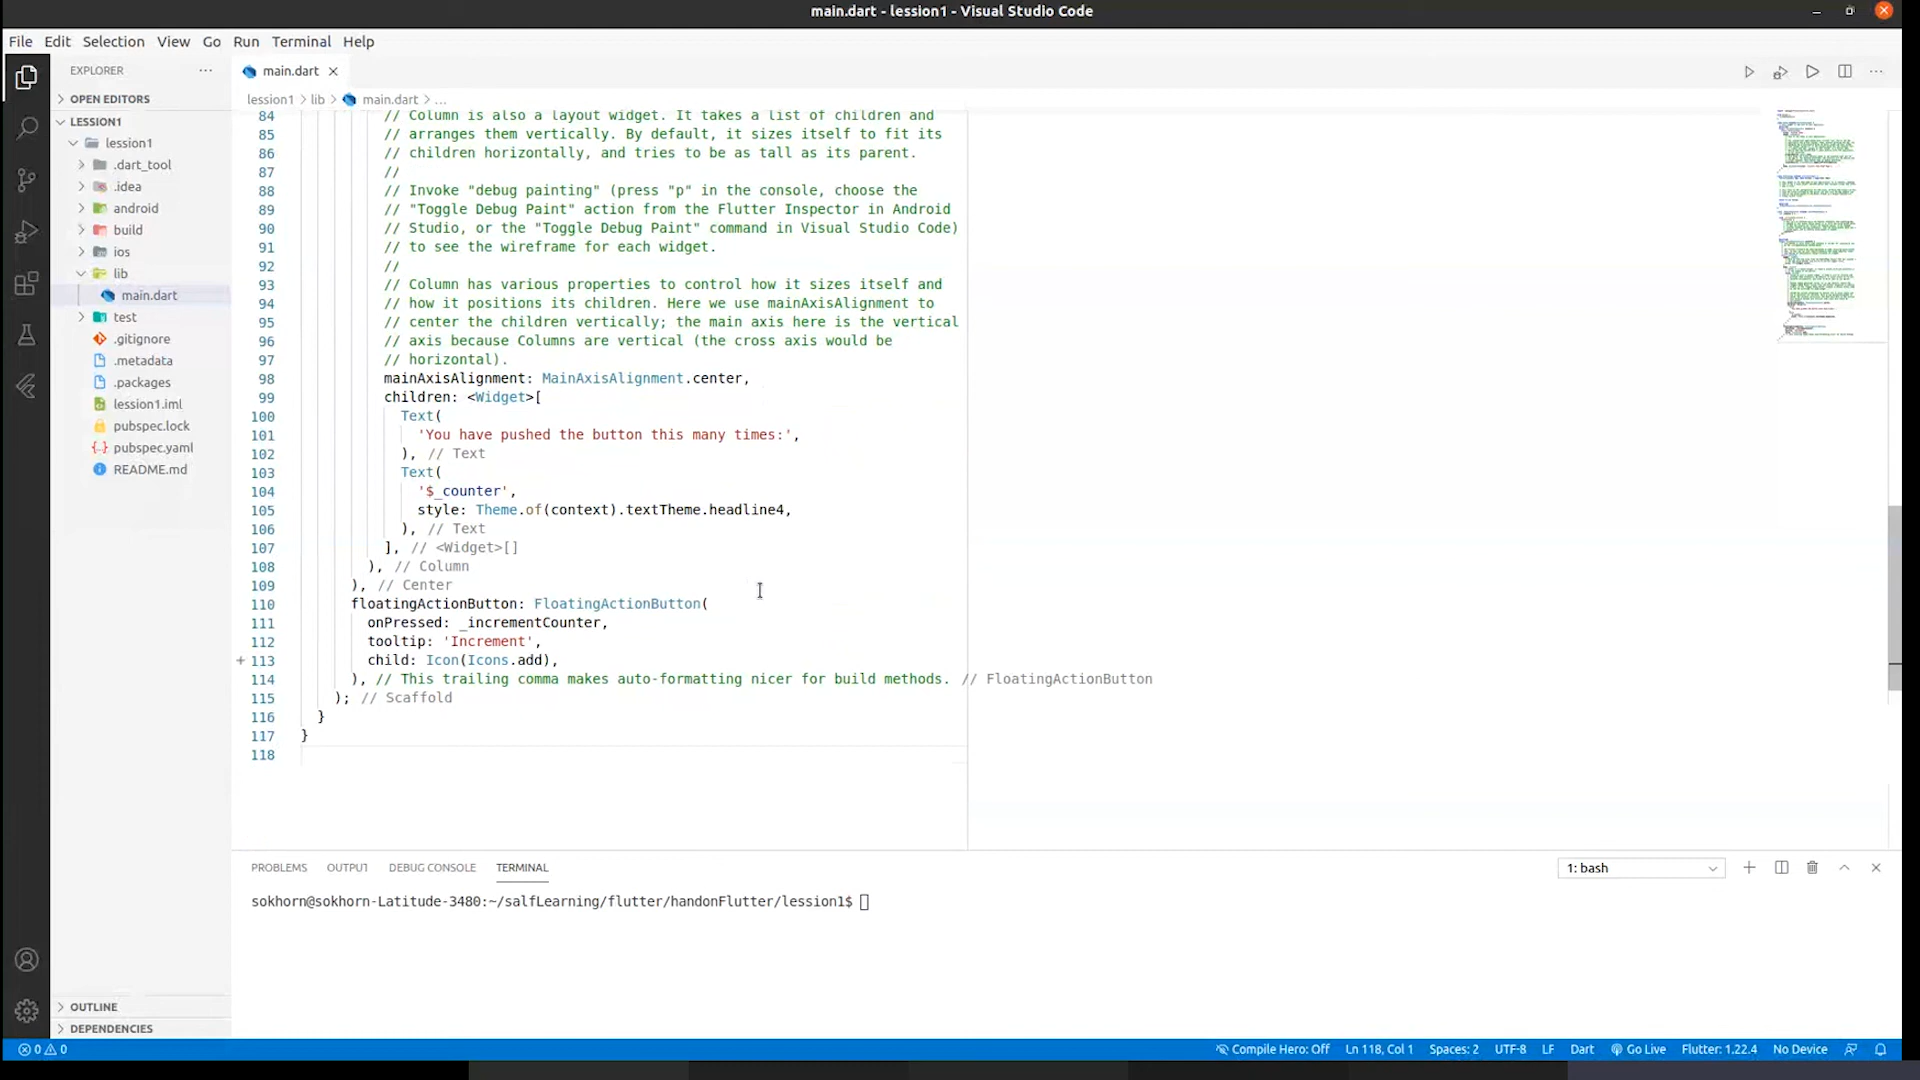 main.dart - lession1 - Visual Studio Code
File Edit Selection View Go Run Terminal Help
EXPLORER
OPEN EDITORS
LESSION1
lession1
.dart_tool
.idea
android
build
ios
lib
main.dart
test
.gitignore
.metadata
.packages
lession1.iml
pubspec.lock
pubspec.yaml
README.md
OUTLINE
DEPENDENCIES
main.dart
lession1 > lib > main.dart > ...
84 // Column is also a layout widget. It takes a list of children and
85 // arranges them vertically. By default, it sizes itself to fit its
86 // children horizontally, and tries to be as tall as its parent.
87 //
88 // Invoke "debug painting" (press "p" in the console, choose the
89 // "Toggle Debug Paint" action from the Flutter Inspector in Android
90 // Studio, or the "Toggle Debug Paint" command in Visual Studio Code)
91 // to see the wireframe for each widget.
92 //
93 // Column has various properties to control how it sizes itself and
94 // how it positions its children. Here we use mainAxisAlignment to
95 // center the children vertically; the main axis here is the vertical
96 // axis because Columns are vertical (the cross axis would be
97 // horizontal).
98 mainAxisAlignment: MainAxisAlignment.center,
99 children: <Widget>[
100 Text(
101 'You have pushed the button this many times:',
102 ), // Text
103 Text(
104 '$_counter',
105 style: Theme.of(context).textTheme.headline4,
106 ), // Text
107 ], // <Widget>[]
108 ), // Column
109 ), // Center
110 floatingActionButton: FloatingActionButton(
111 onPressed: _incrementCounter,
112 tooltip: 'Increment',
113 child: Icon(Icons.add),
114 ), // This trailing comma makes auto-formatting nicer for build methods. // FloatingActionButton
115 ); // Scaffold
116 }
117 }
118
PROBLEMS OUTPUT DEBUG CONSOLE TERMINAL 1: bash
sokhorn@sokhorn-Latitude-3480:~/salfLearning/flutter/handonFlutter/lession1$
0 0 Compile Hero: Off Ln 118, Col 1 Spaces: 2 UTF-8 LF Dart Go Live Flutter: 1.22.4 No Device